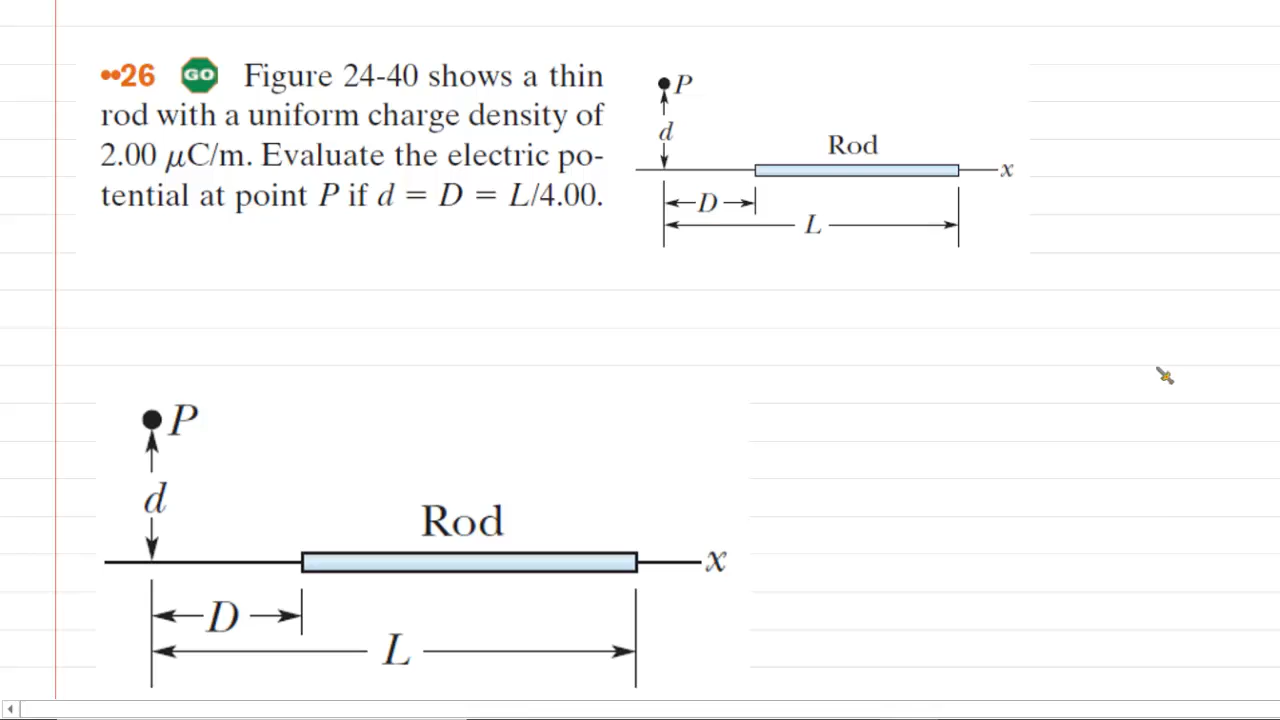 ••26 GO Figure 24-40 shows a thin
rod with a uniform charge density of
2.00 μC/m. Evaluate the electric po-
tential at point P if d = D = L/4.00.
P
d
Rod
x
D
L
P
d
Rod
x
D
L